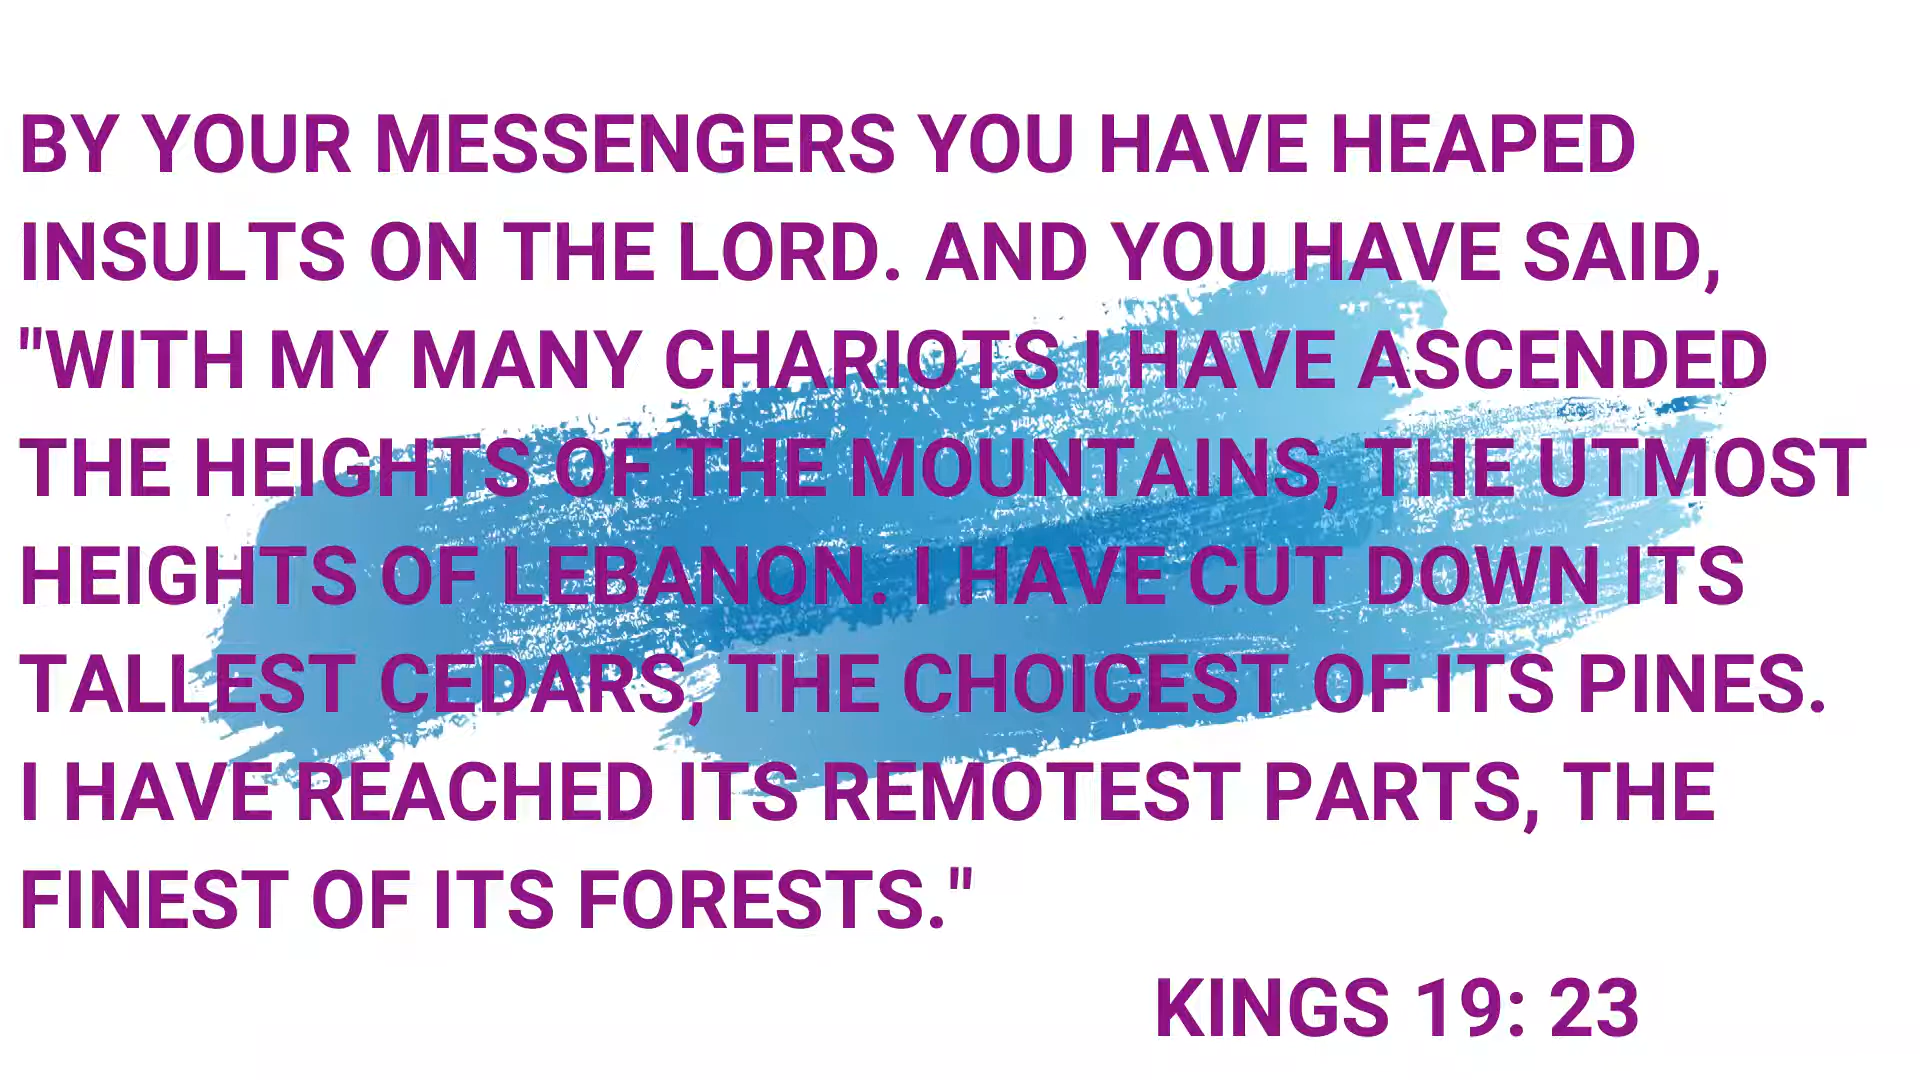 BY YOUR MESSENGERS YOU HAVE HEAPED
INSULTS ON THE LORD. AND YOU HAVE SAID,
"WITH MY MANY CHARIOTS I HAVE ASCENDED
THE HEIGHTS OF THE MOUNTAINS, THE UTMOST
HEIGHTS OF LEBANON. I HAVE CUT DOWN ITS
TALLEST CEDARS, THE CHOICEST OF ITS PINES.
I HAVE REACHED ITS REMOTEST PARTS, THE
FINEST OF ITS FORESTS."
KINGS 19: 23